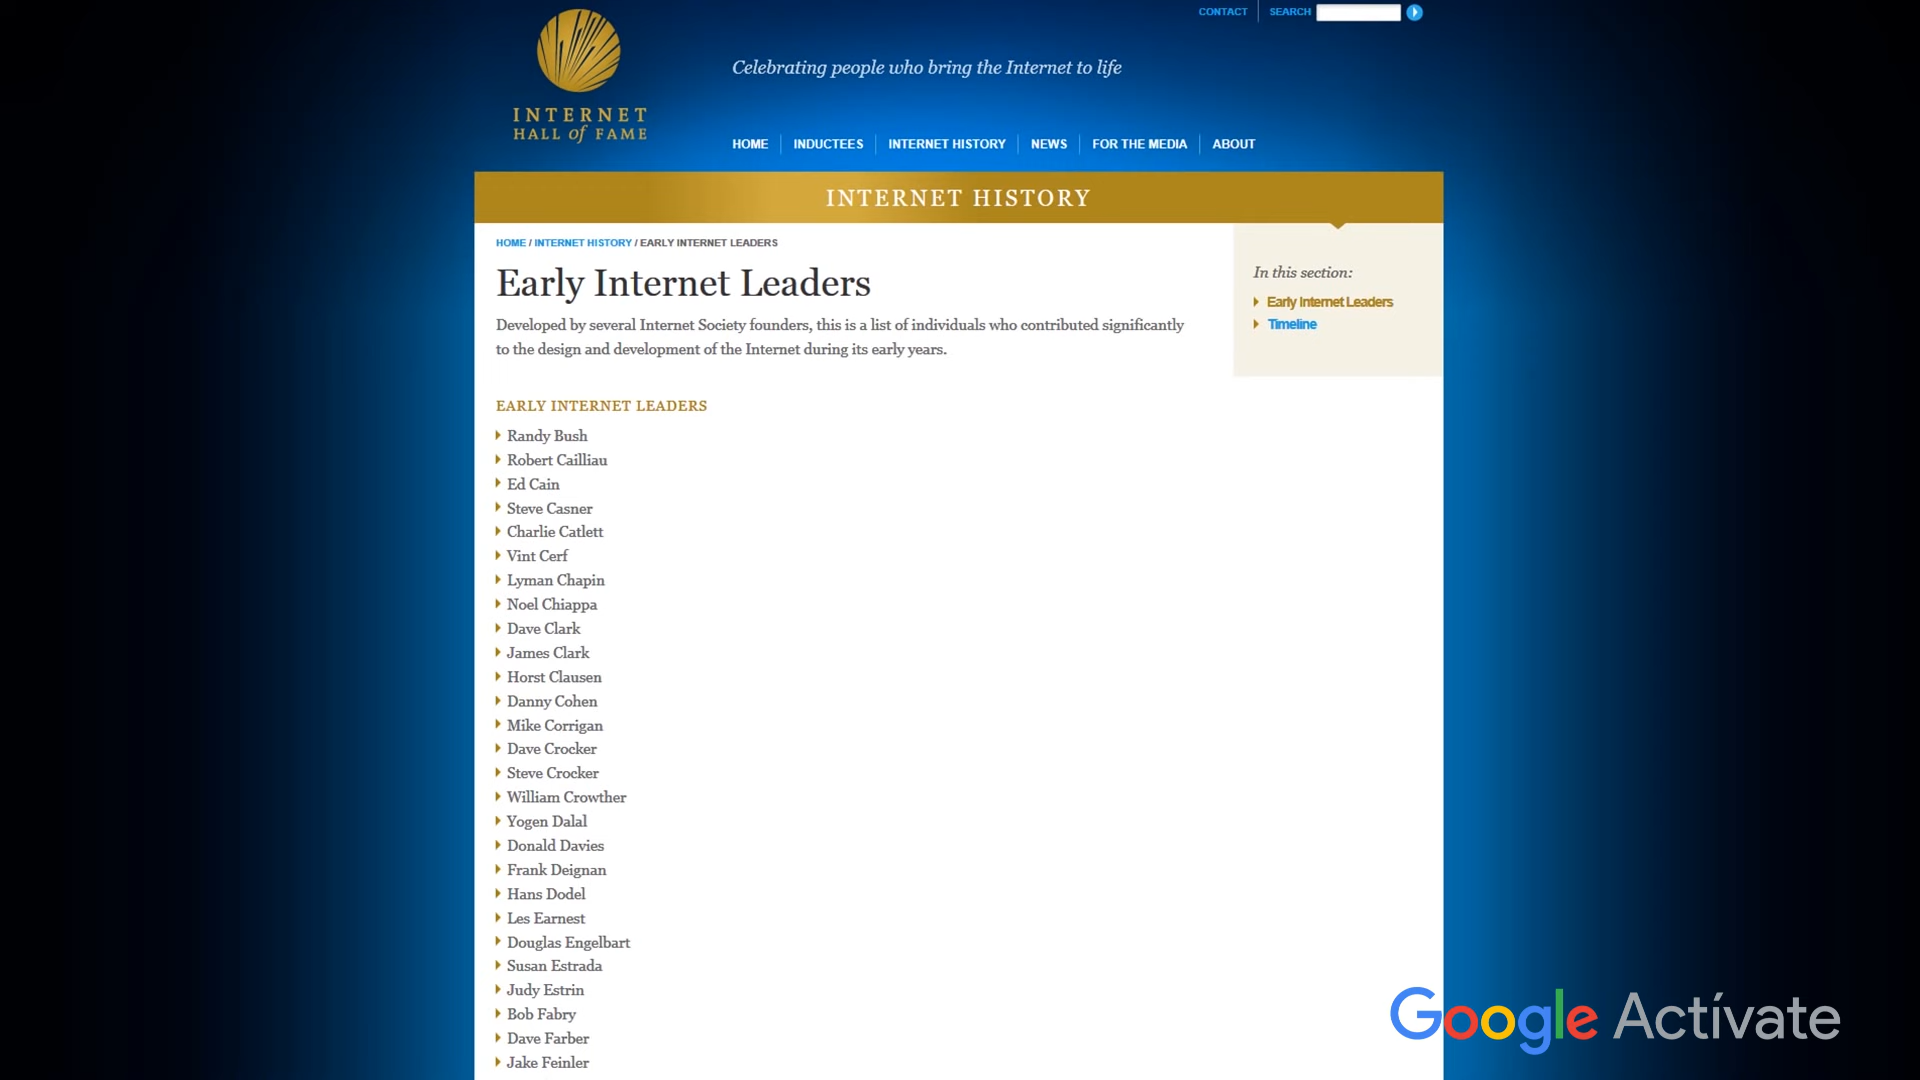 CONTACT
SEARCH
INTERNET
HALL of FAME
Celebrating people who bring the Internet to life
HOME
INDUCTEES
INTERNET HISTORY
NEWS
FOR THE MEDIA
ABOUT
INTERNET HISTORY
HOME / INTERNET HISTORY / EARLY INTERNET LEADERS
Early Internet Leaders
Developed by several Internet Society founders, this is a list of individuals who contributed significantly
to the design and development of the Internet during its early years.
In this section:
Early Internet Leaders
Timeline
EARLY INTERNET LEADERS
Randy Bush
Robert Cailliau
Ed Cain
Steve Casner
Charlie Catlett
Vint Cerf
Lyman Chapin
Noel Chiappa
Dave Clark
James Clark
Horst Clausen
Danny Cohen
Mike Corrigan
Dave Crocker
Steve Crocker
William Crowther
Yogen Dalal
Donald Davies
Frank Deignan
Hans Dodel
Les Earnest
Douglas Engelbart
Susan Estrada
Judy Estrin
Bob Fabry
Dave Farber
Jake Feinler
Google Actívate